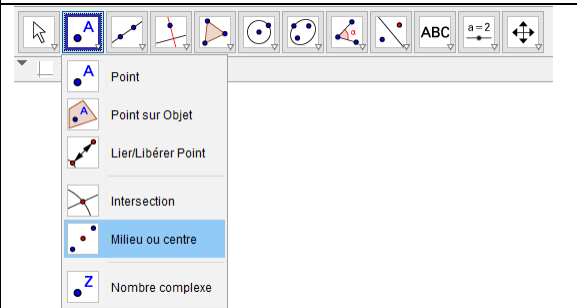 A ABC a=2
α
A Point
A Point sur Objet
Lier/Libérer Point
Intersection
Milieu ou centre
Z Nombre complexe